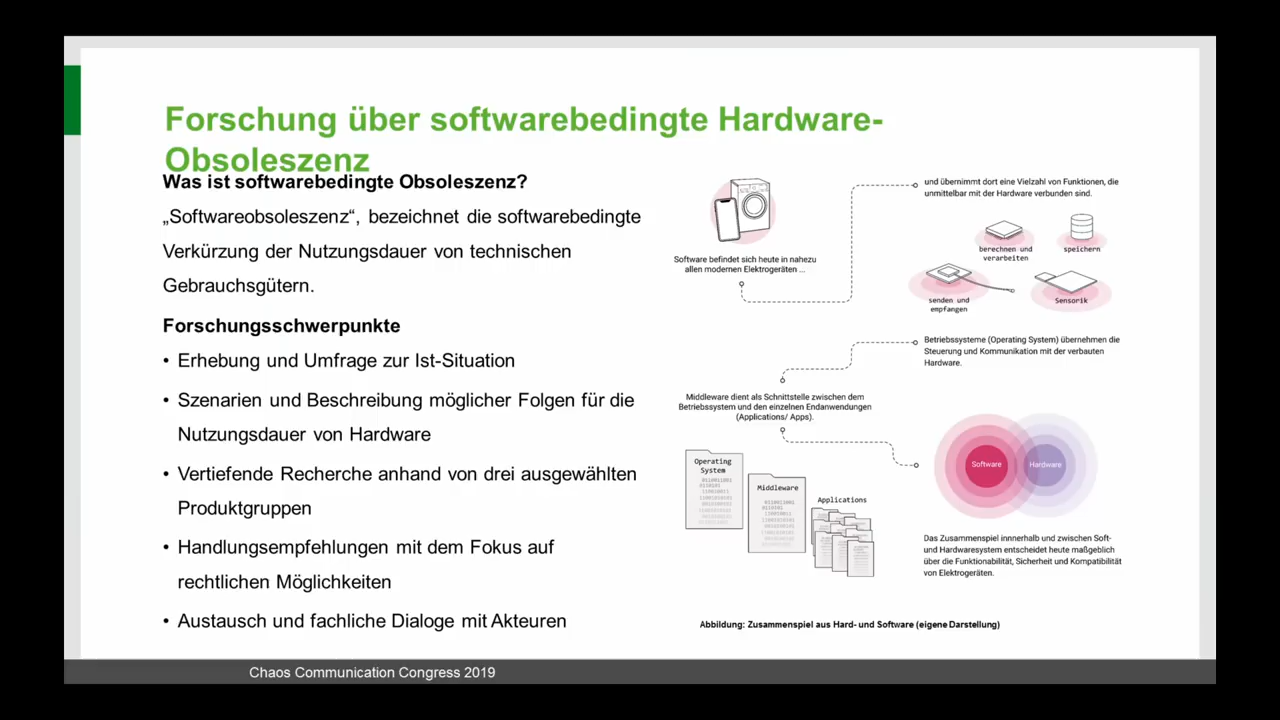 Forschung über softwarebedingte Hardware-
Obsoleszenz
Was ist softwarebedingte Obsoleszenz?
„Softwareobsoleszenz“, bezeichnet die softwarebedingte
Verkürzung der Nutzungsdauer von technischen
Gebrauchsgütern.
Forschungsschwerpunkte
• Erhebung und Umfrage zur Ist-Situation
• Szenarien und Beschreibung möglicher Folgen für die
Nutzungsdauer von Hardware
• Vertiefende Recherche anhand von drei ausgewählten
Produktgruppen
• Handlungsempfehlungen mit dem Fokus auf
rechtlichen Möglichkeiten
• Austausch und fachliche Dialoge mit Akteuren
Software befindet sich heute in nahezu
allen modernen Elektrogeräten ...
und übernimmt dort eine Vielzahl von Funktionen, die
unmittelbar mit der Hardware verbunden sind.
berechnen und
verarbeiten
speichern
senden und
empfangen
Sensorik
Betriebssysteme (Operating System) übernehmen die
Steuerung und Kommunikation mit der verbauten
Hardware.
Middleware dient als Schnittstelle zwischen dem
Betriebssystem und den einzelnen Endanwendungen
(Applications/ Apps).
Operating
System
Middleware
Applications
Software
Hardware
Das Zusammenspiel innnerhalb und zwischen Soft-
und Hardwaresystem entscheidet heute maßgeblich
über die Funktionabilität, Sicherheit und Kompatibilität
von Elektrogeräten.
Abbildung: Zusammenspiel aus Hard- und Software (eigene Darstellung)
Chaos Communication Congress 2019